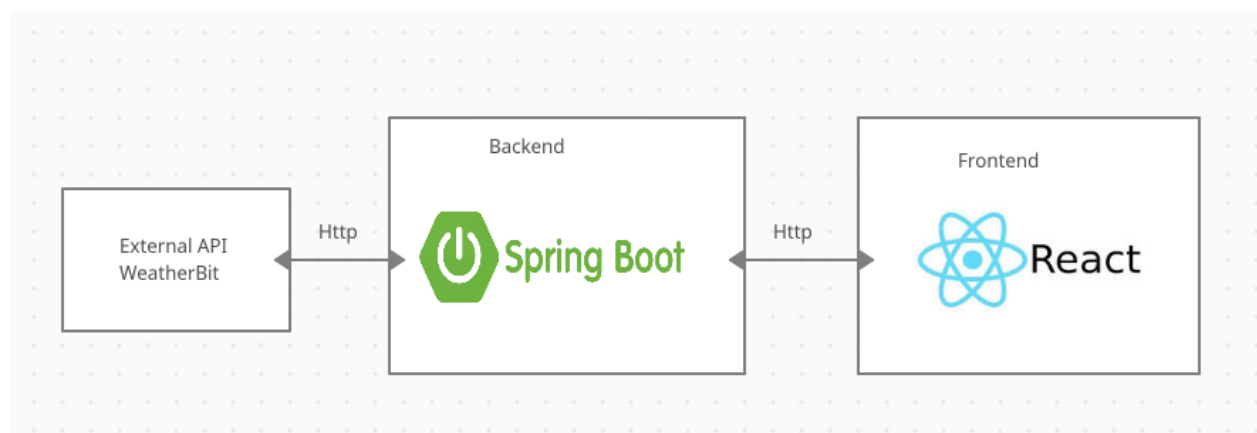 External API
WeatherBit
Http
Backend
Spring Boot
Http
Frontend
React